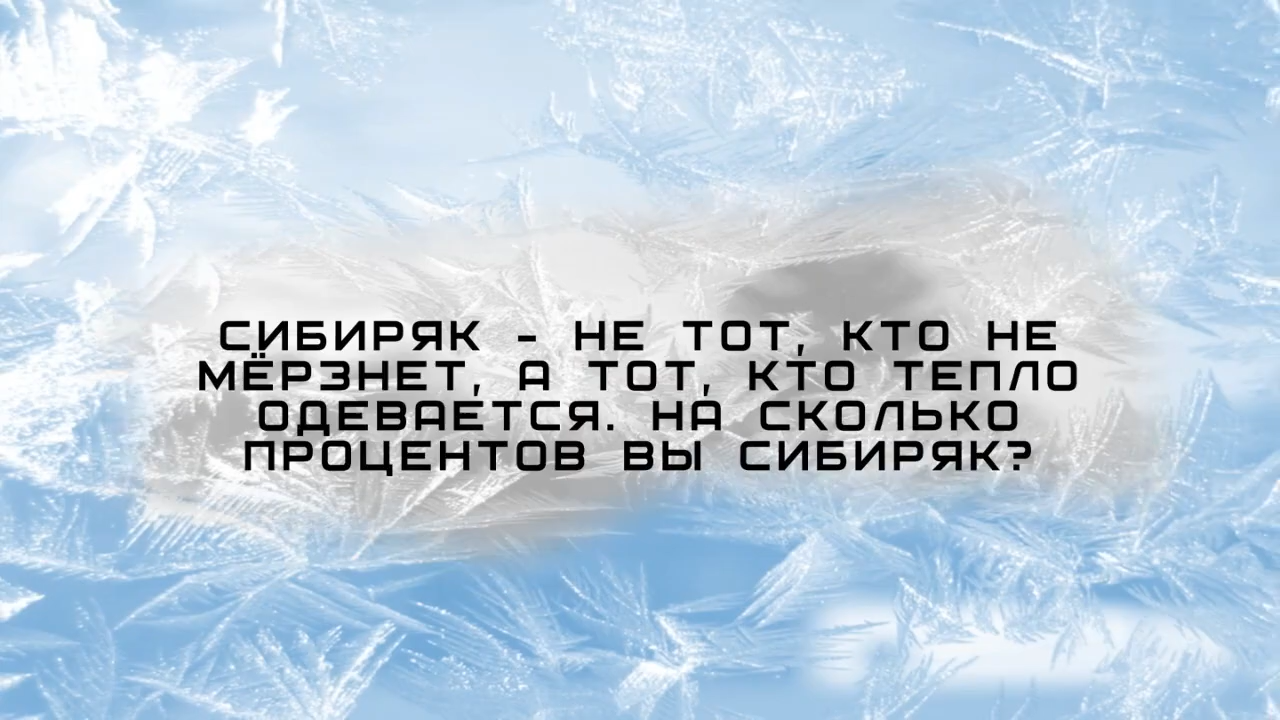 СИБИРЯК - НЕ ТОТ, КТО НЕ
МЁРЗНЕТ, А ТОТ, КТО ТЕПЛО
ОДЕВАЕТСЯ. НА СКОЛЬКО
ПРОЦЕНТОВ ВЫ СИБИРЯК?